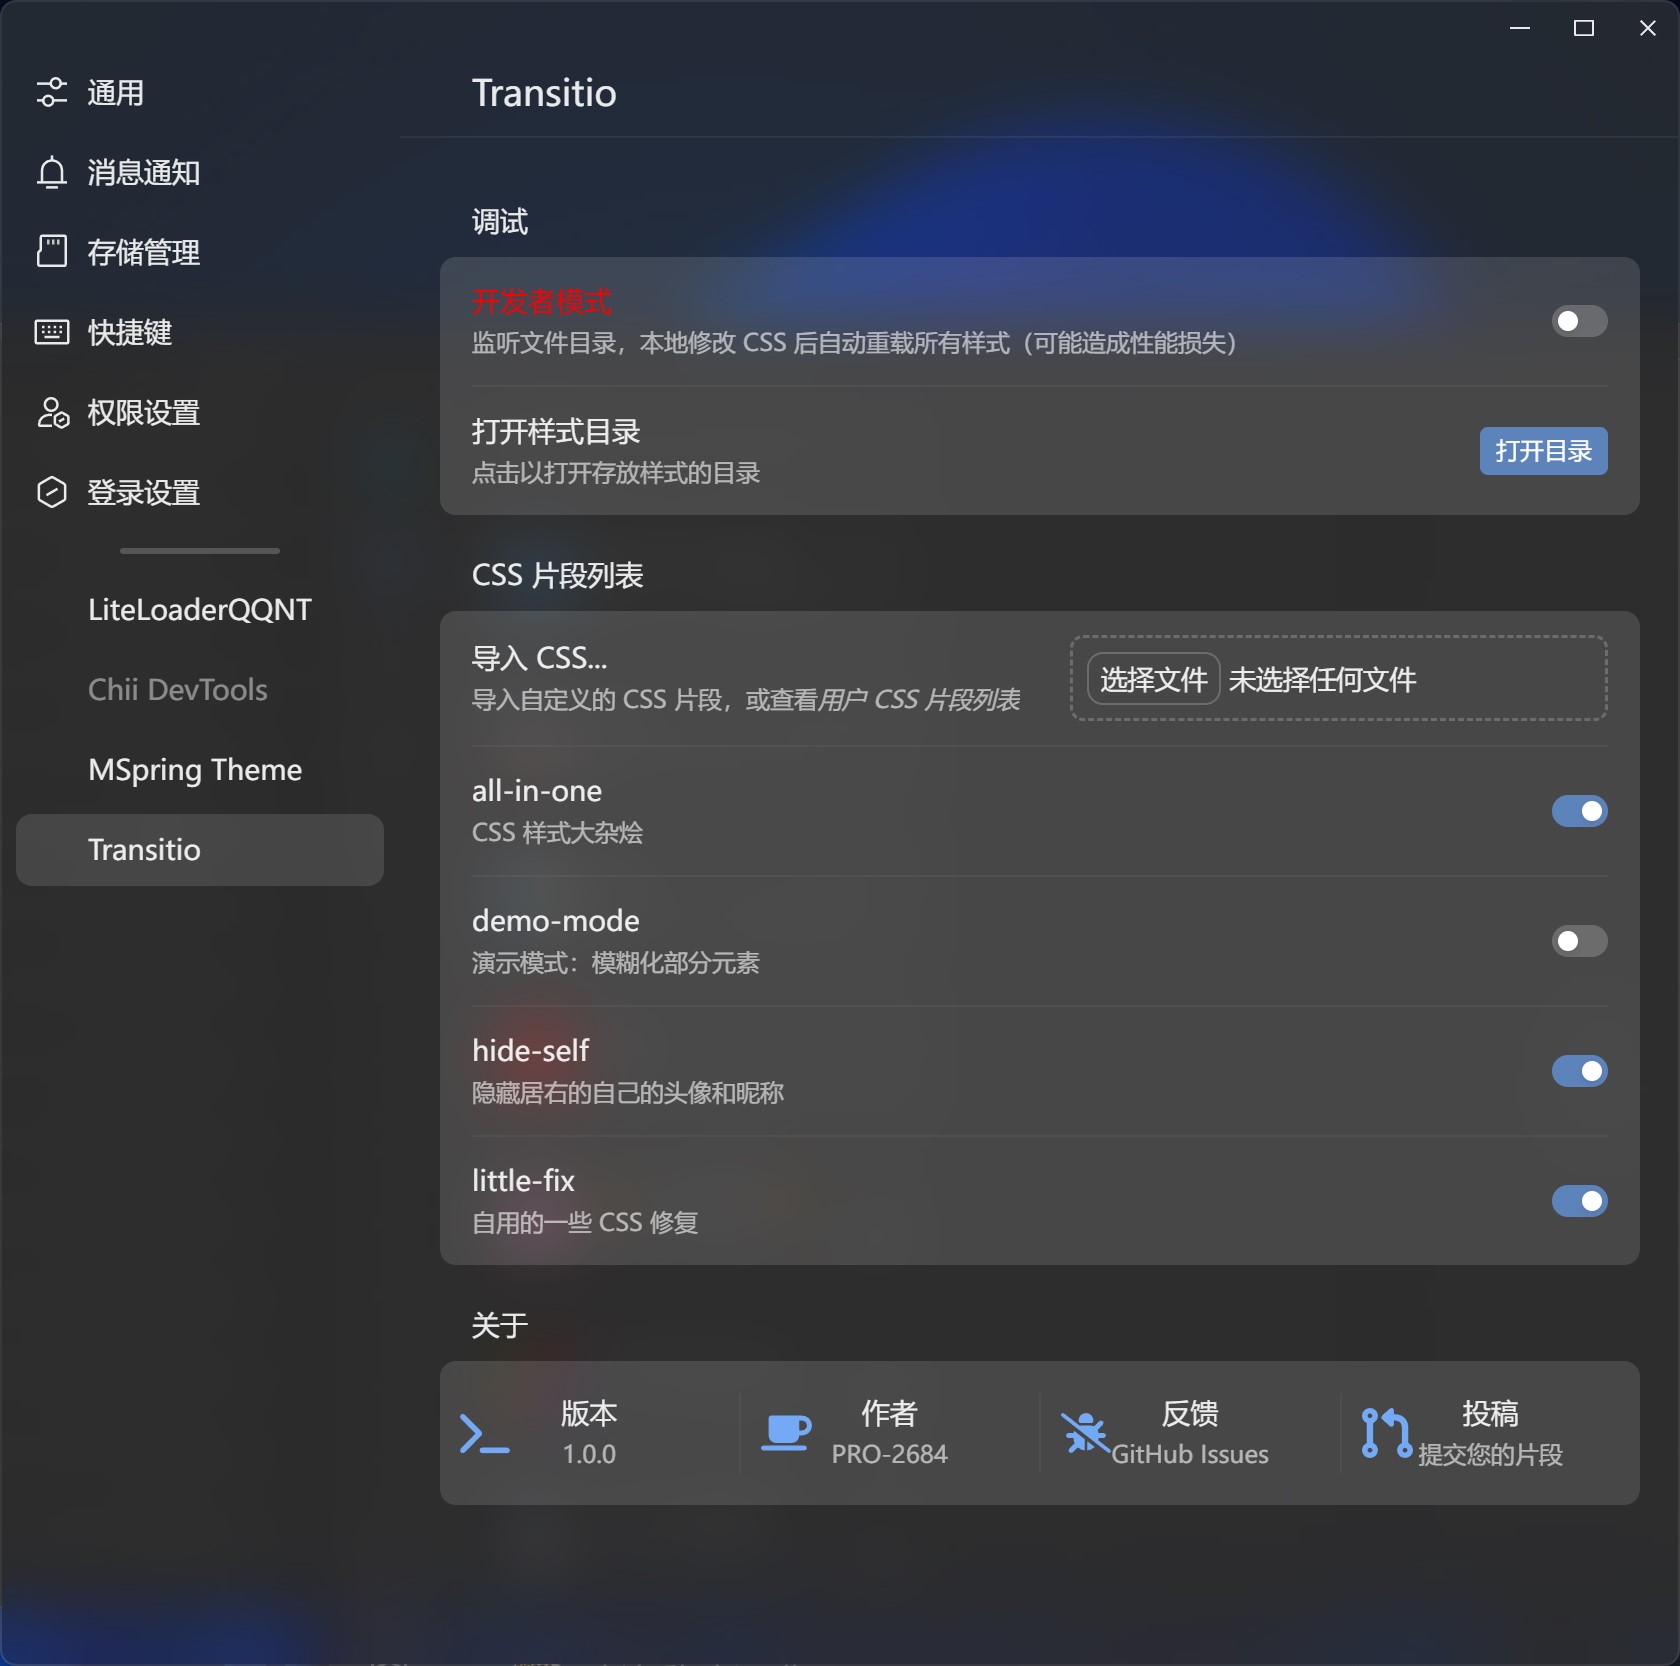 通用
消息通知
存储管理
快捷键
权限设置
登录设置
LiteLoaderQQNT
Chii DevTools
MSpring Theme
Transitio
Transitio
调试
开发者模式
监听文件目录，本地修改 CSS 后自动重载所有样式（可能造成性能损失）
打开样式目录
点击以打开存放样式的目录
打开目录
CSS 片段列表
导入 CSS...
导入自定义的 CSS 片段，或查看用户 CSS 片段列表
选择文件 未选择任何文件
all-in-one
CSS 样式大杂烩
demo-mode
演示模式：模糊化部分元素
hide-self
隐藏居右的自己的头像和昵称
little-fix
自用的一些 CSS 修复
关于
版本
1.0.0
作者
PRO-2684
反馈
GitHub Issues
投稿
提交您的片段